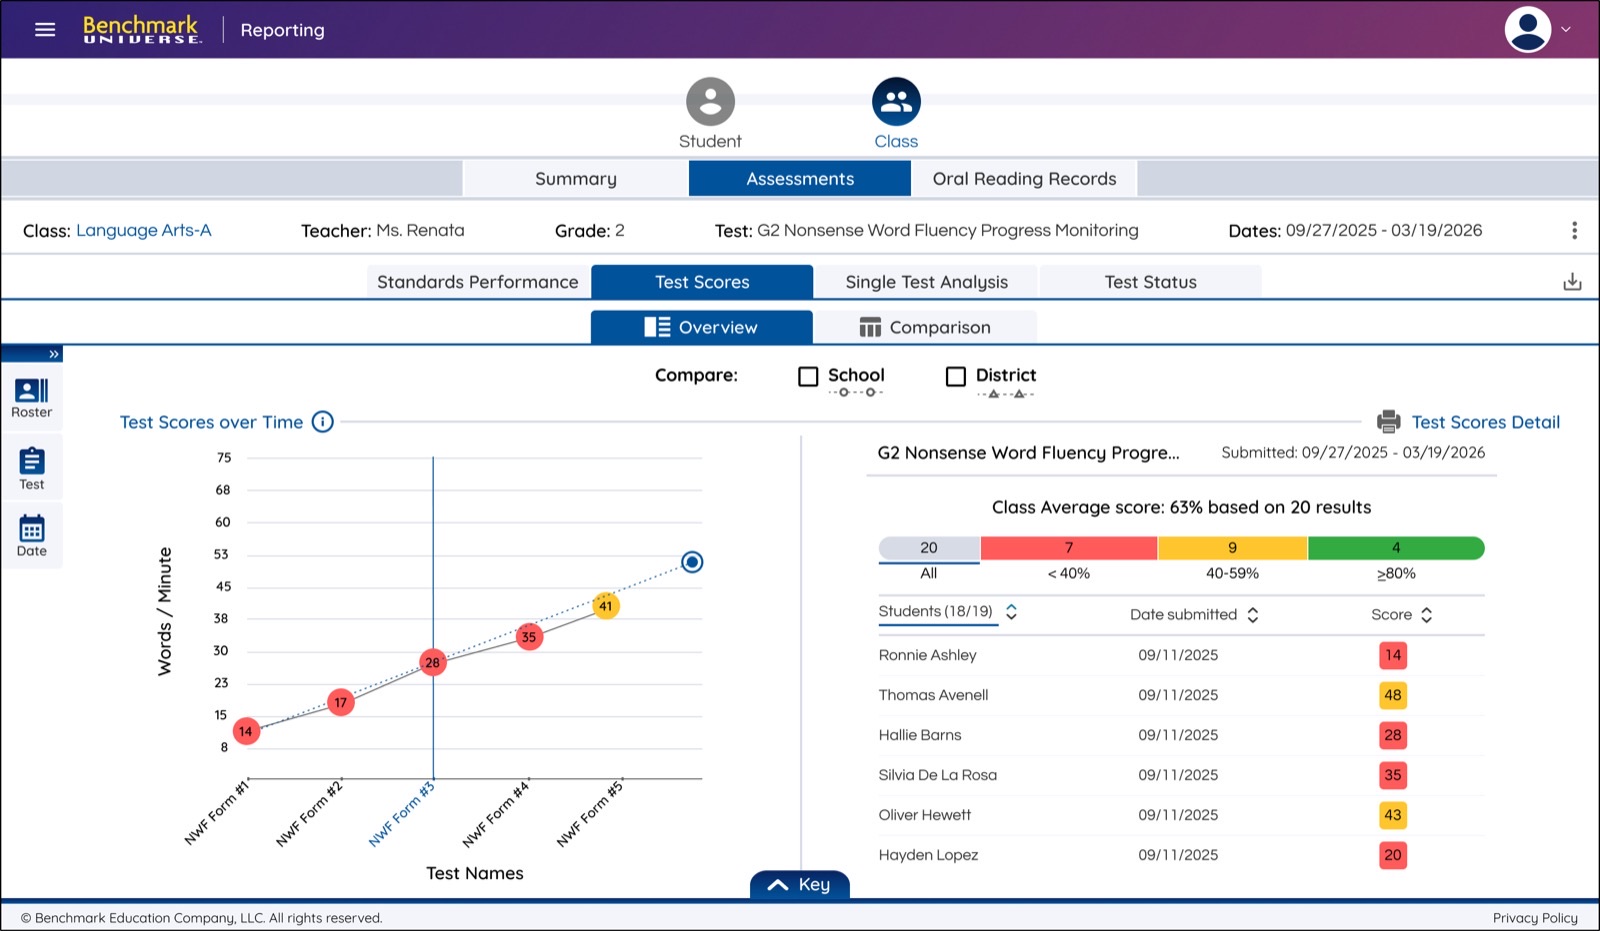 Benchmark
UNIVERSE
Reporting
Student
Class
Summary
Assessments
Oral Reading Records
Class: Language Arts-A
Teacher: Ms. Renata
Grade: 2
Test: G2 Nonsense Word Fluency Progress Monitoring
Dates: 09/27/2025 - 03/19/2026
Standards Performance
Test Scores
Single Test Analysis
Test Status
Overview
Comparison
Roster
Test
Date
Compare:
School
District
Test Scores over Time
Words / Minute
75
68
60
53
45
38
30
23
15
8
14
17
28
35
41
NWF Form #1
NWF Form #2
NWF Form #3
NWF Form #4
NWF Form #5
Test Names
Test Scores Detail
G2 Nonsense Word Fluency Progre...
Submitted: 09/27/2025 - 03/19/2026
Class Average score: 63% based on 20 results
20 7 9 4
All < 40% 40-59% ≥80%
Students (18/19) Date submitted Score
Ronnie Ashley 09/11/2025 14
Thomas Avenell 09/11/2025 48
Hallie Barns 09/11/2025 28
Silvia De La Rosa 09/11/2025 35
Oliver Hewett 09/11/2025 43
Hayden Lopez 09/11/2025 20
Key
© Benchmark Education Company, LLC. All rights reserved.
Privacy Policy